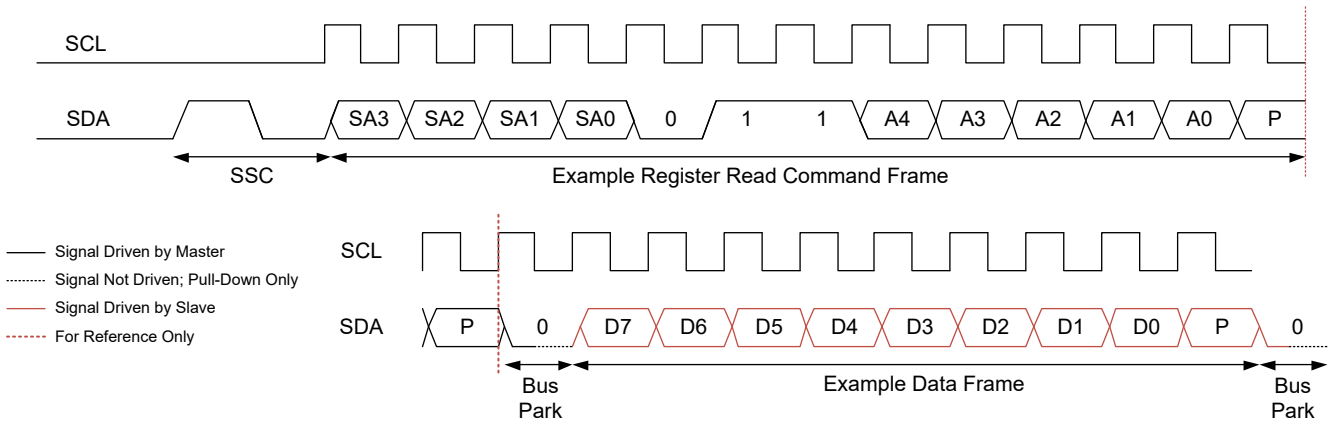 SCL
SDA SA3 SA2 SA1 SA0 0 1 1 A4 A3 A2 A1 A0 P
SSC Example Register Read Command Frame
Signal Driven by Master
Signal Not Driven; Pull-Down Only
Signal Driven by Slave
For Reference Only
SCL
SDA P 0 D7 D6 D5 D4 D3 D2 D1 D0 P 0
Bus Park Example Data Frame Bus Park